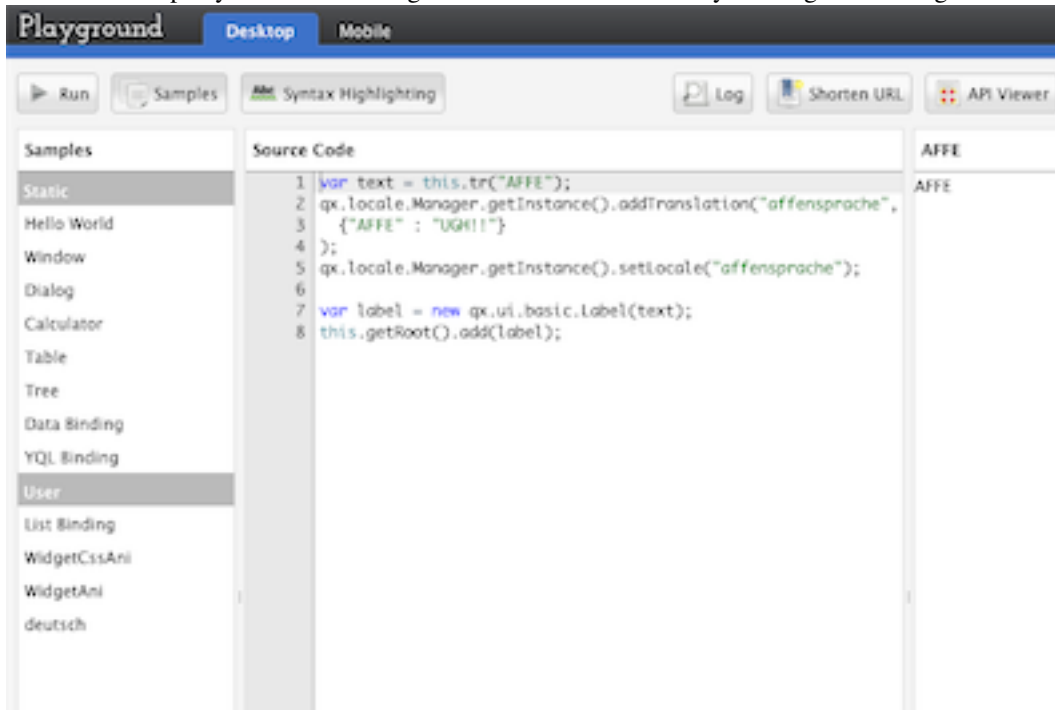 Playground Desktop Mobile
Run Samples Abc Syntax Highlighting Log Shorten URL API Viewer
Samples
Static
Hello World
Window
Dialog
Calculator
Table
Tree
Data Binding
YQL Binding
User
List Binding
WidgetCssAni
WidgetAni
deutsch
Source Code
1 var text = this.tr("AFFE");
2 qx.locale.Manager.getInstance().addTranslation("affensprache",
3 {"AFFE" : "UGH!!"}
4 );
5 qx.locale.Manager.getInstance().setLocale("affensprache");
6
7 var label = new qx.ui.basic.Label(text);
8 this.getRoot().add(label);
AFFE
AFFE